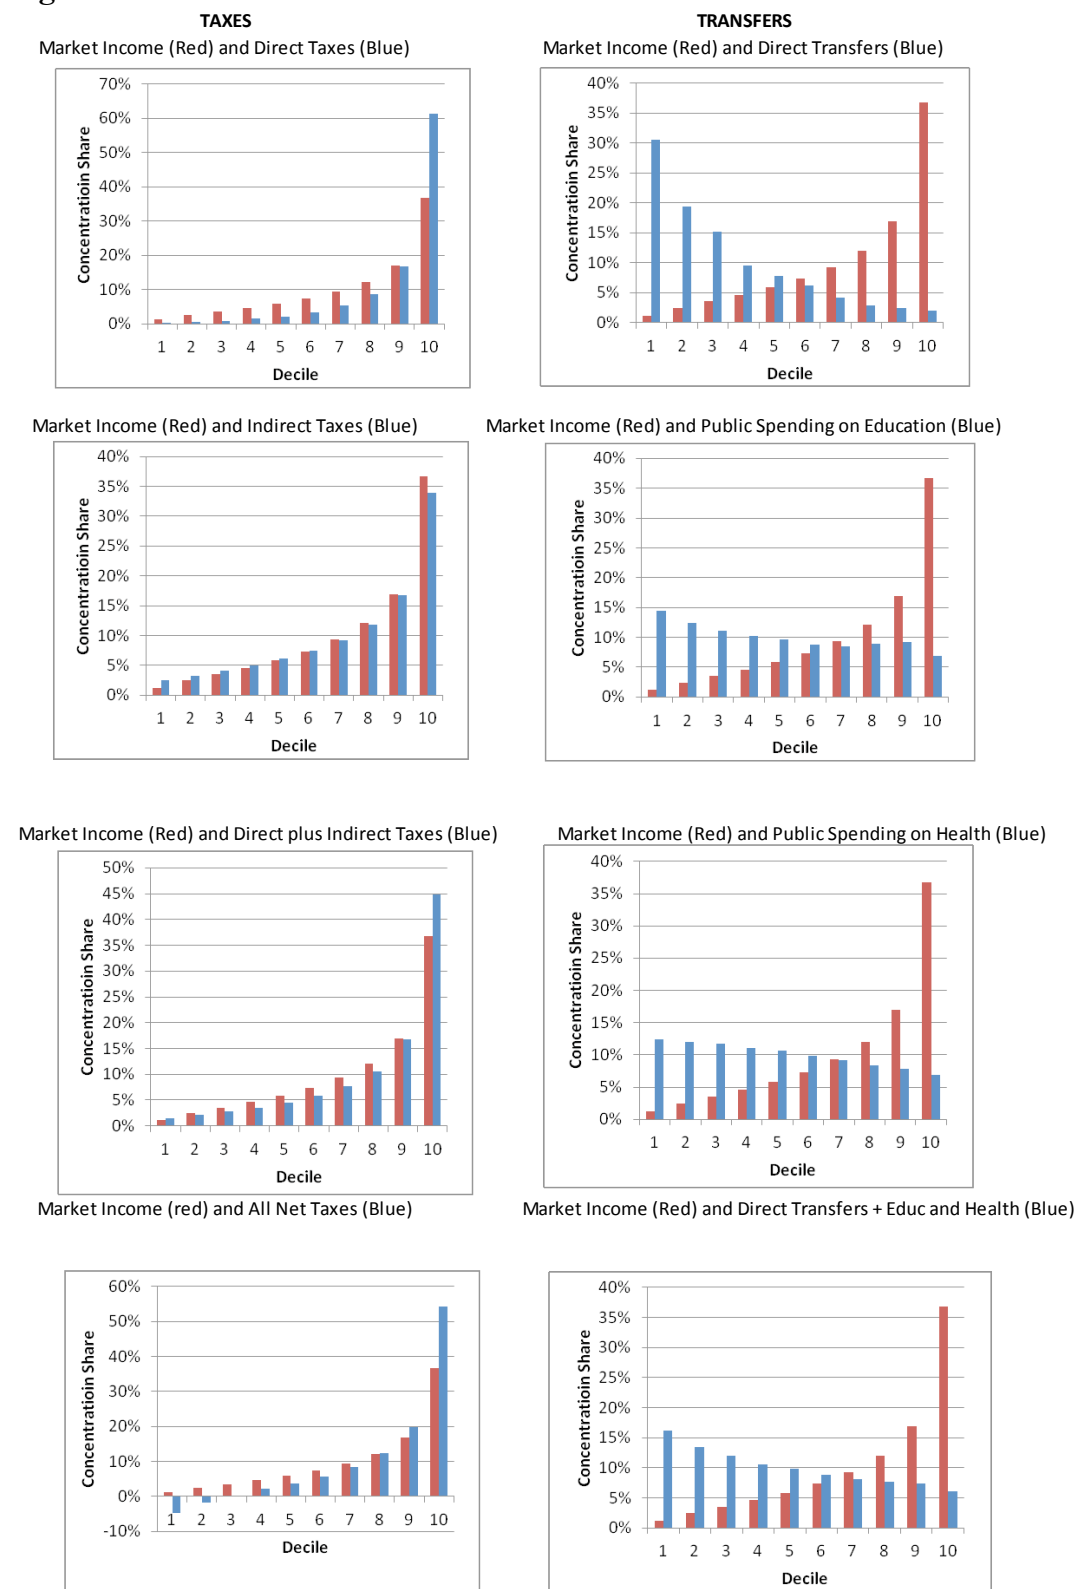 TAXES
TRANSFERS
Market Income (Red) and Direct Taxes (Blue)
Market Income (Red) and Direct Transfers (Blue)
70%
60%
50%
40%
30%
20%
10%
0%
Concentratioin Share
1 2 3 4 5 6 7 8 9 10
Decile
40%
35%
30%
25%
20%
15%
10%
5%
0%
Concentratioin Share
1 2 3 4 5 6 7 8 9 10
Decile
Market Income (Red) and Indirect Taxes (Blue)
Market Income (Red) and Public Spending on Education (Blue)
40%
35%
30%
25%
20%
15%
10%
5%
0%
Concentratioin Share
1 2 3 4 5 6 7 8 9 10
Decile
40%
35%
30%
25%
20%
15%
10%
5%
0%
Concentratioin Share
1 2 3 4 5 6 7 8 9 10
Decile
Market Income (Red) and Direct plus Indirect Taxes (Blue)
Market Income (Red) and Public Spending on Health (Blue)
50%
45%
40%
35%
30%
25%
20%
15%
10%
5%
0%
Concentratioin Share
1 2 3 4 5 6 7 8 9 10
Decile
40%
35%
30%
25%
20%
15%
10%
5%
0%
Concentratioin Share
1 2 3 4 5 6 7 8 9 10
Decile
Market Income (red) and All Net Taxes (Blue)
Market Income (Red) and Direct Transfers + Educ and Health (Blue)
60%
50%
40%
30%
20%
10%
0%
-10%
Concentratioin Share
1 2 3 4 5 6 7 8 9 10
Decile
40%
35%
30%
25%
20%
15%
10%
5%
0%
Concentratioin Share
1 2 3 4 5 6 7 8 9 10
Decile